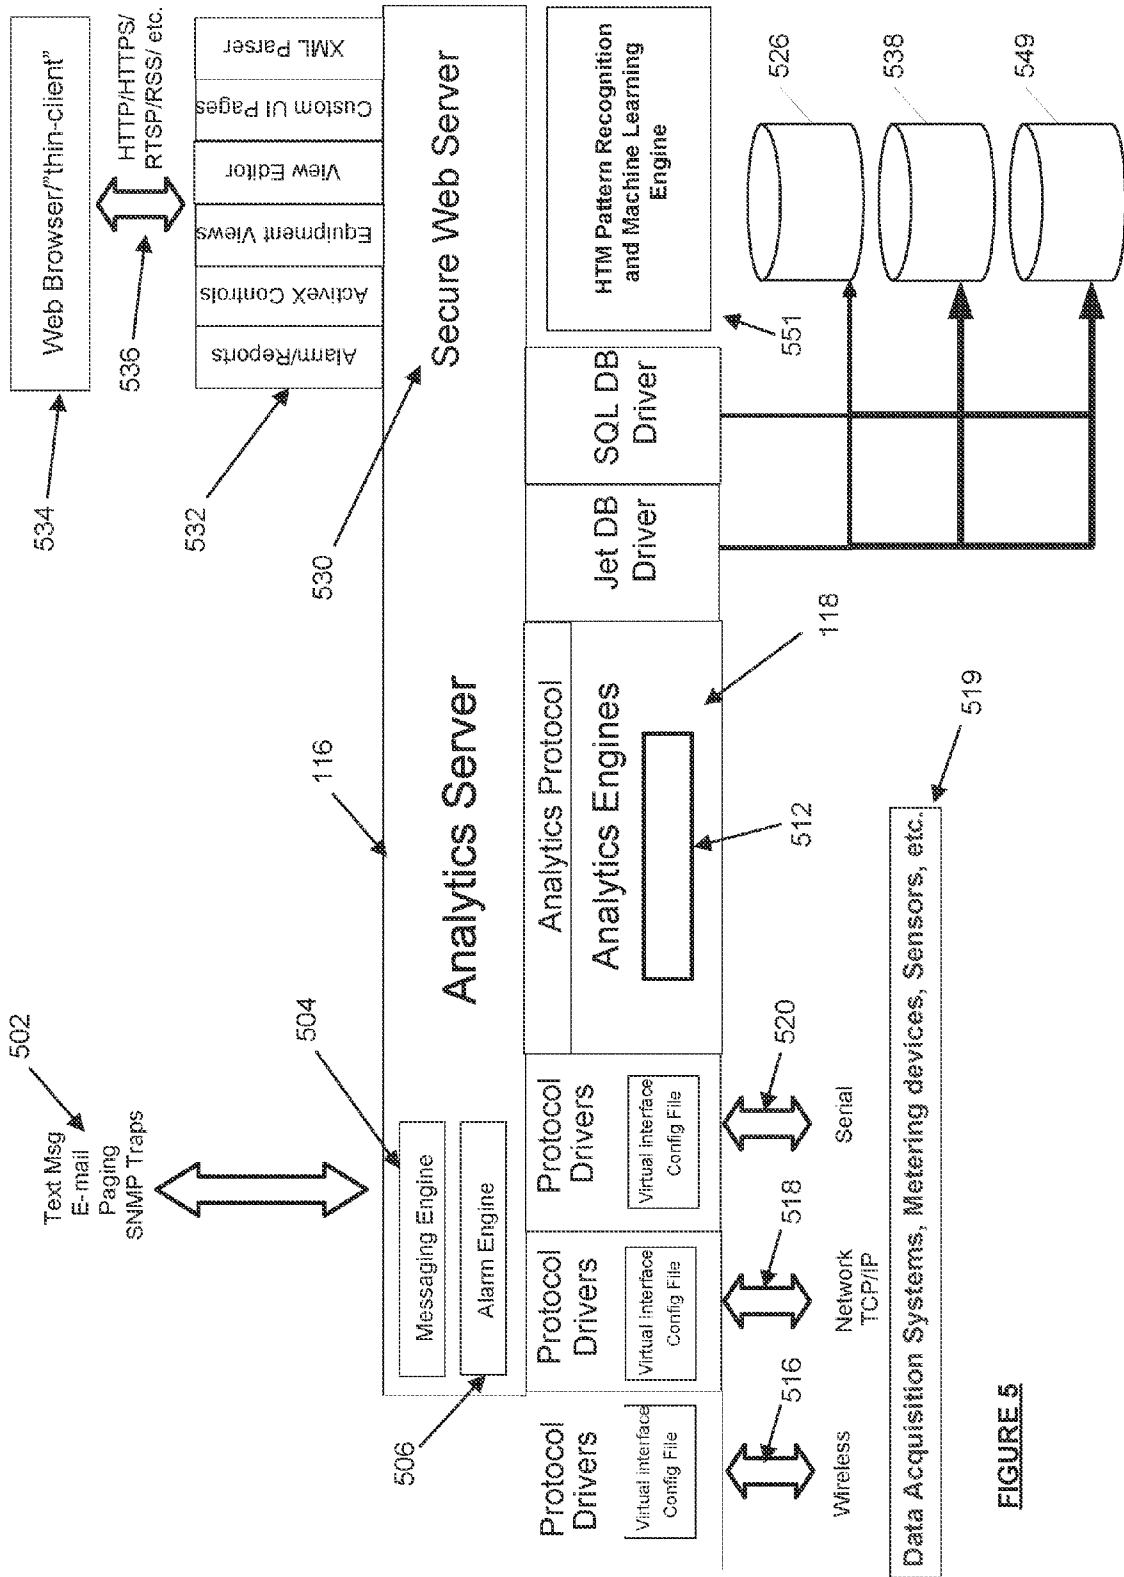 502
Text Msg
E-mail
Paging
SNMP Traps
534
Web Browser/"thin-client"
536
HTTP/HTTPS/
RTSP/RSS/ etc.
532
Alarm/Reports
ActiveX Controls
Equipment Views
View Editor
Custom UI Pages
XML Parser
116
530
504
Messaging Engine
Alarm Engine
506
Analytics Server
Secure Web Server
Protocol
Drivers
Virtual interface
Config File
Protocol
Drivers
Virtual interface
Config File
Protocol
Drivers
Virtual interface
Config File
Analytics Protocol
Analytics Engines
512
118
Jet DB
Driver
SQL DB
Driver
HTM Pattern Recognition
and Machine Learning
Engine
551
516
Wireless
518
Network
TCP/IP
520
Serial
526
538
549
Data Acquisition Systems, Metering devices, Sensors, etc.
519
FIGURE 5